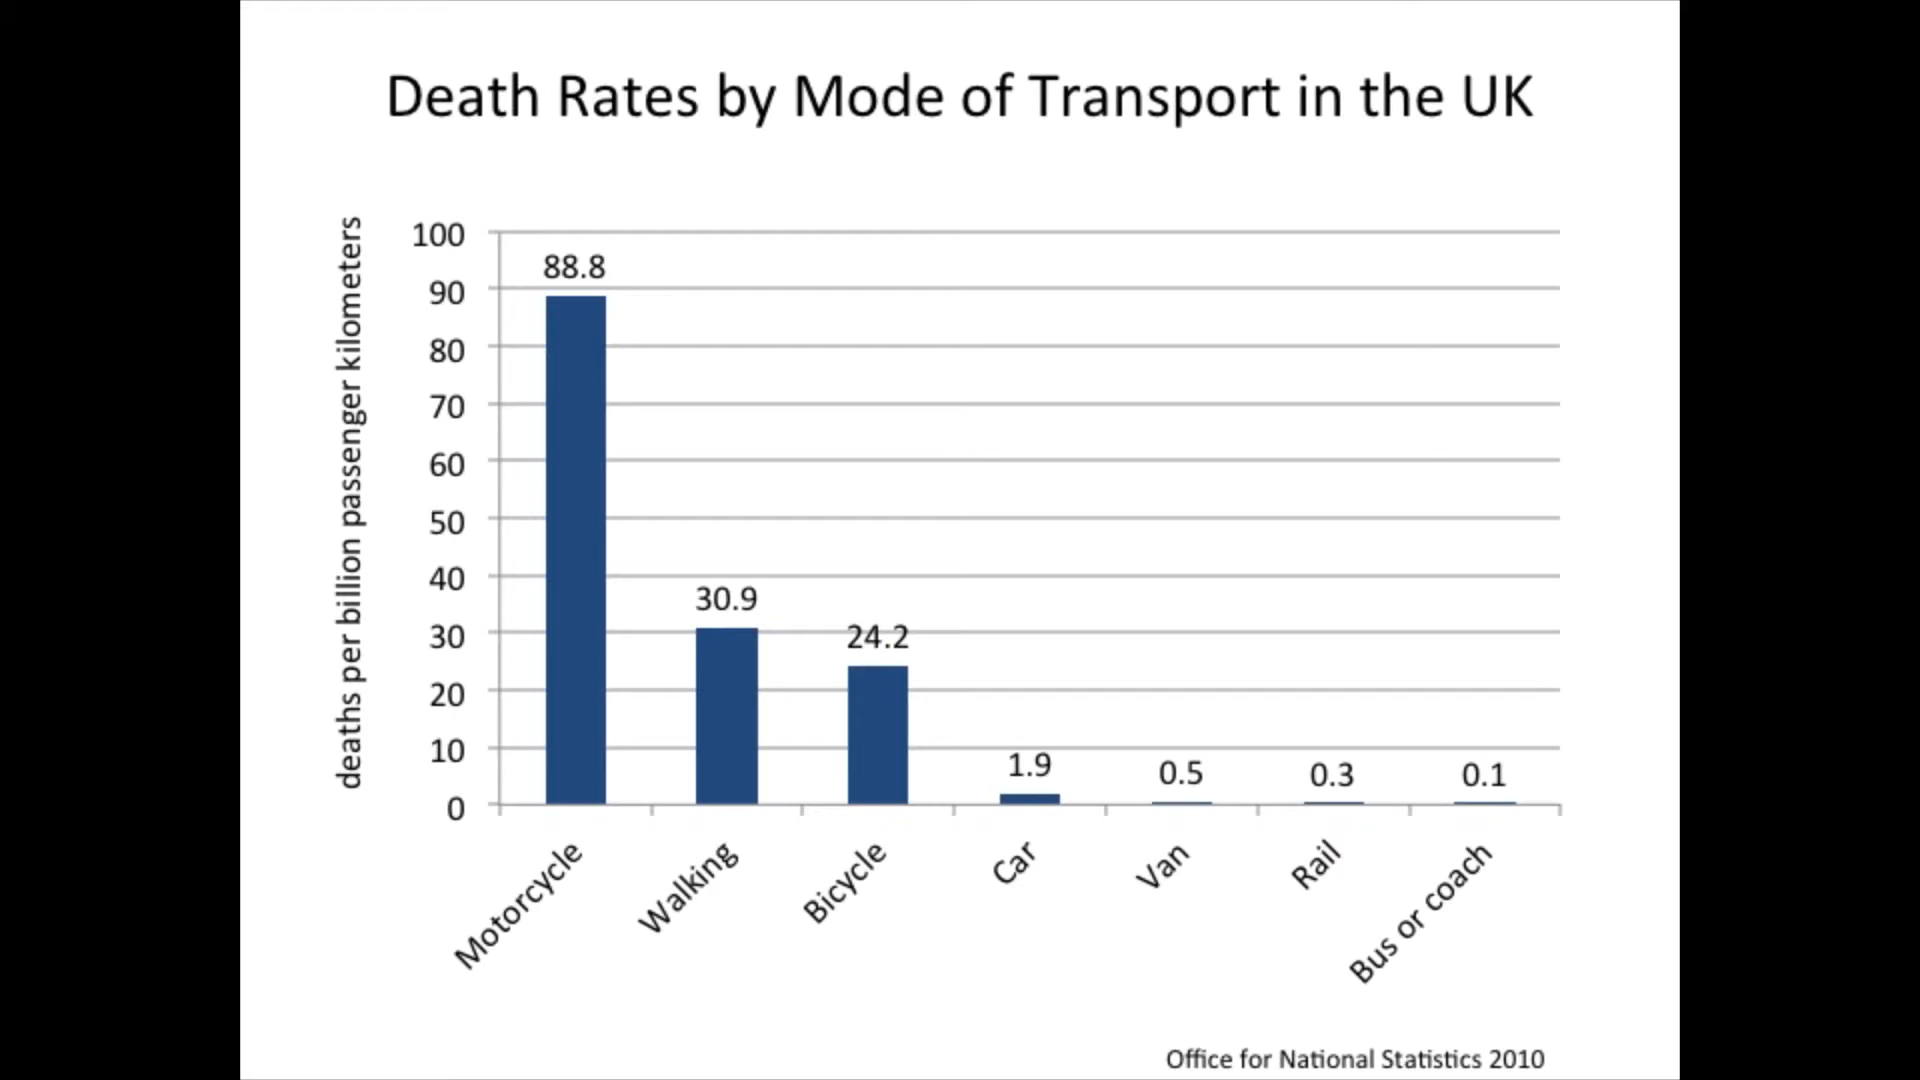 Death Rates by Mode of Transport in the UK
deaths per billion passenger kilometers
100
90
80
70
60
50
40
30
20
10
0
88.8
30.9
24.2
1.9
0.5
0.3
0.1
Motorcycle
Walking
Bicycle
Car
Van
Rail
Bus or coach
Office for National Statistics 2010